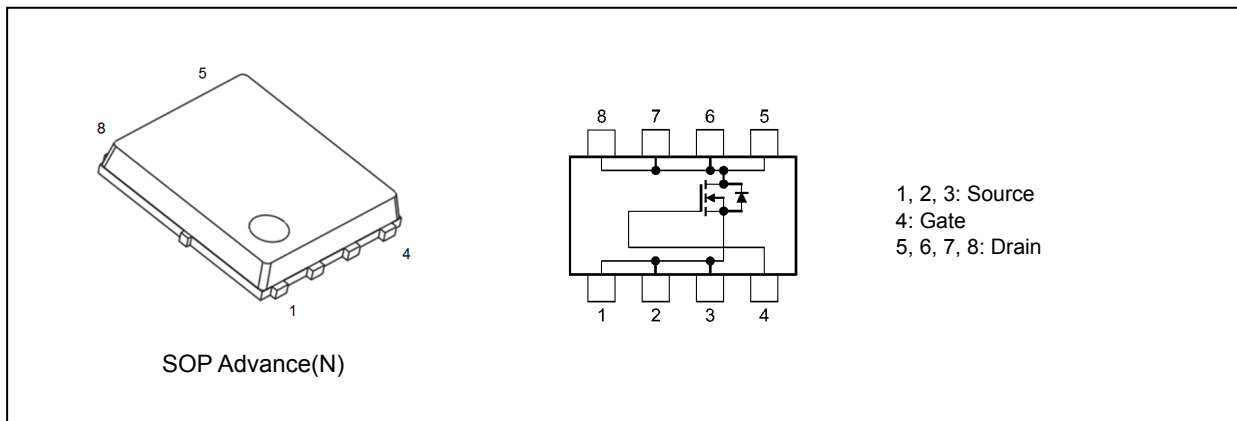 5
8
4
1
SOP Advance(N)
8 7 6 5
1 2 3 4
1, 2, 3: Source
4: Gate
5, 6, 7, 8: Drain